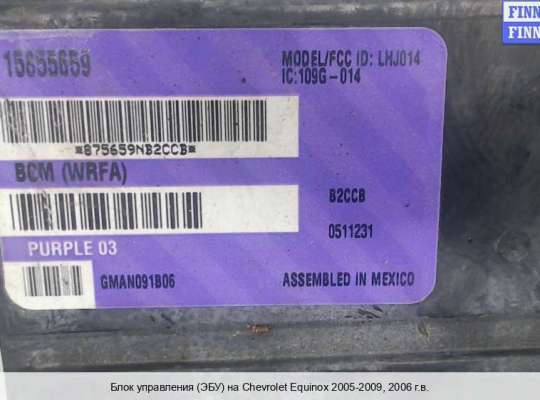 FINN
FINN
15855659
MODEL/FCC ID: LHJ014
IC:109G-014
*875659NB2CCB*
BCM (WRFA)
B2CCB
0511231
PURPLE 03
GMAN091B06
ASSEMBLED IN MEXICO
Блок управления (ЭБУ) на Chevrolet Equinox 2005-2009, 2006 г.в.